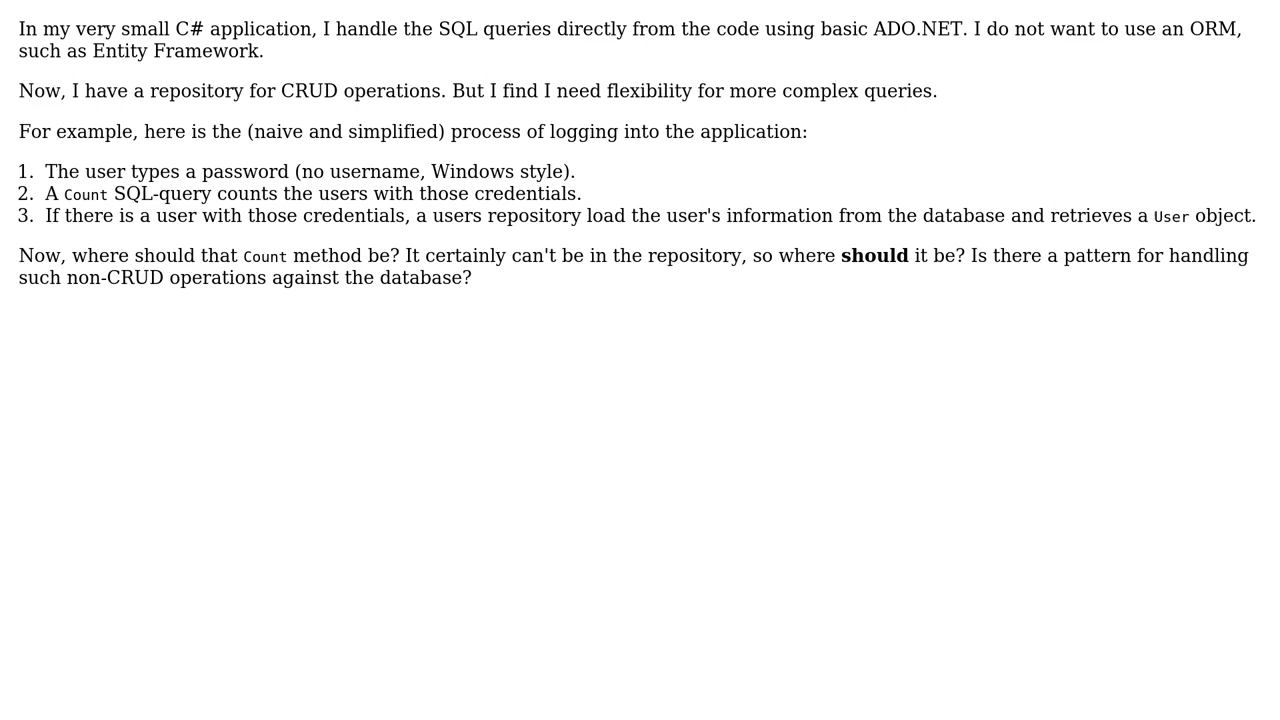 In my very small C# application, I handle the SQL queries directly from the code using basic ADO.NET. I do not want to use an ORM,
such as Entity Framework.
Now, I have a repository for CRUD operations. But I find I need flexibility for more complex queries.
For example, here is the (naive and simplified) process of logging into the application:
1. The user types a password (no username, Windows style).
2. A Count SQL-query counts the users with those credentials.
3. If there is a user with those credentials, a users repository load the user's information from the database and retrieves a User object.
Now, where should that Count method be? It certainly can't be in the repository, so where should it be? Is there a pattern for handling
such non-CRUD operations against the database?